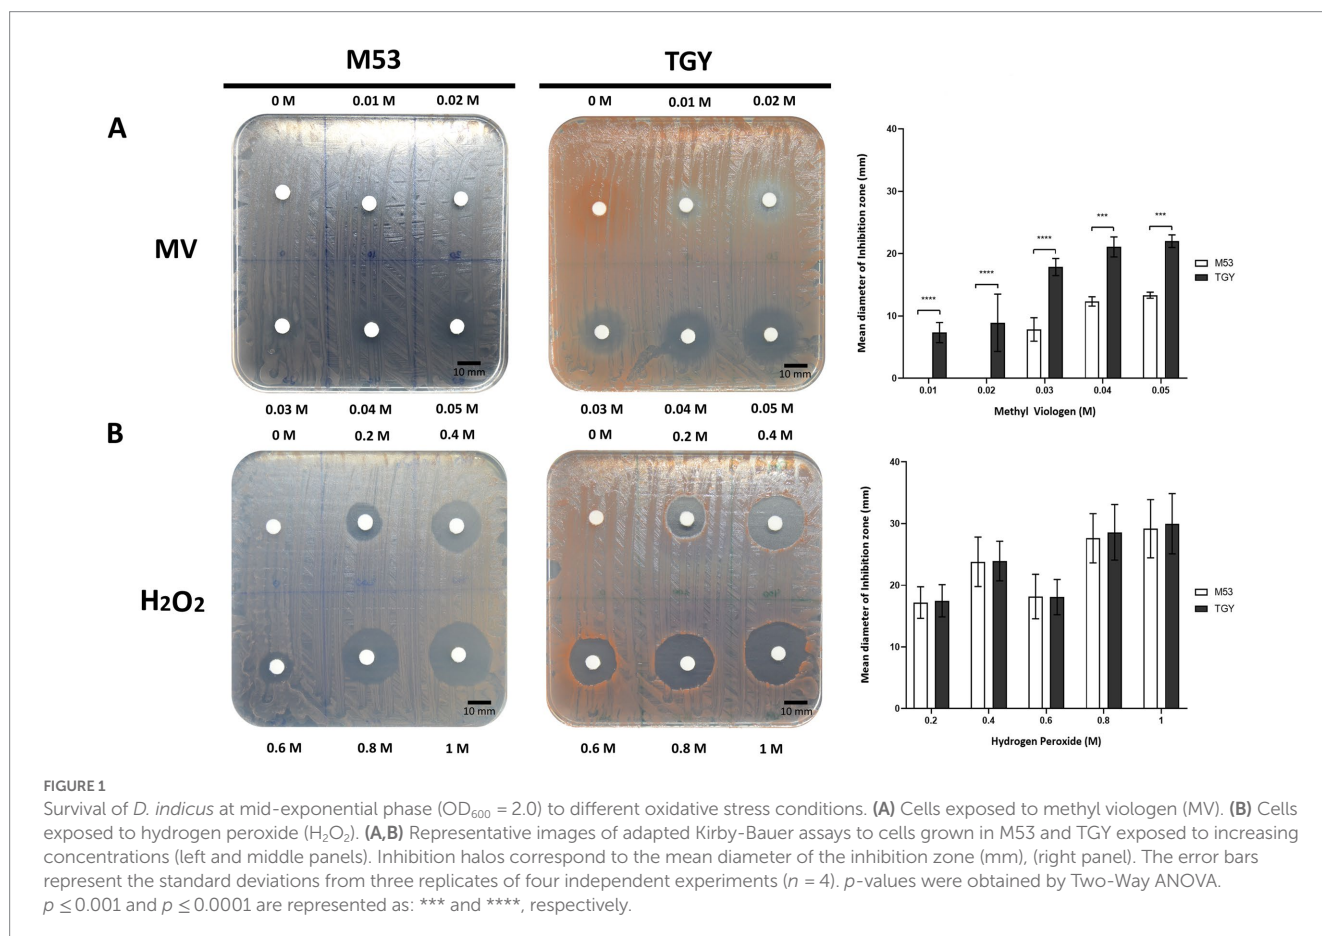 M53
TGY
0 M
0.01 M
0.02 M
0 M
0.01 M
0.02 M
A
MV
10 mm
10 mm
0.03 M
0.04 M
0.05 M
0.03 M
0.04 M
0.05 M
Mean diameter of Inhibition zone (mm)
40
30
20
10
0
****
****
****
***
***
M53
TGY
0.01
0.02
0.03
0.04
0.05
Methyl Viologen (M)
B
0 M
0.2 M
0.4 M
0 M
0.2 M
0.4 M
H2O2
10 mm
10 mm
0.6 M
0.8 M
1 M
0.6 M
0.8 M
1 M
Mean diameter of Inhibition zone (mm)
40
30
20
10
0
M53
TGY
0.2
0.4
0.6
0.8
1
Hydrogen Peroxide (M)
FIGURE 1
Survival of D. indicus at mid-exponential phase (OD600 = 2.0) to different oxidative stress conditions. (A) Cells exposed to methyl viologen (MV). (B) Cells
exposed to hydrogen peroxide (H2O2). (A,B) Representative images of adapted Kirby-Bauer assays to cells grown in M53 and TGY exposed to increasing
concentrations (left and middle panels). Inhibition halos correspond to the mean diameter of the inhibition zone (mm), (right panel). The error bars
represent the standard deviations from three replicates of four independent experiments (n = 4). p-values were obtained by Two-Way ANOVA.
p ≤ 0.001 and p ≤ 0.0001 are represented as: *** and ****, respectively.